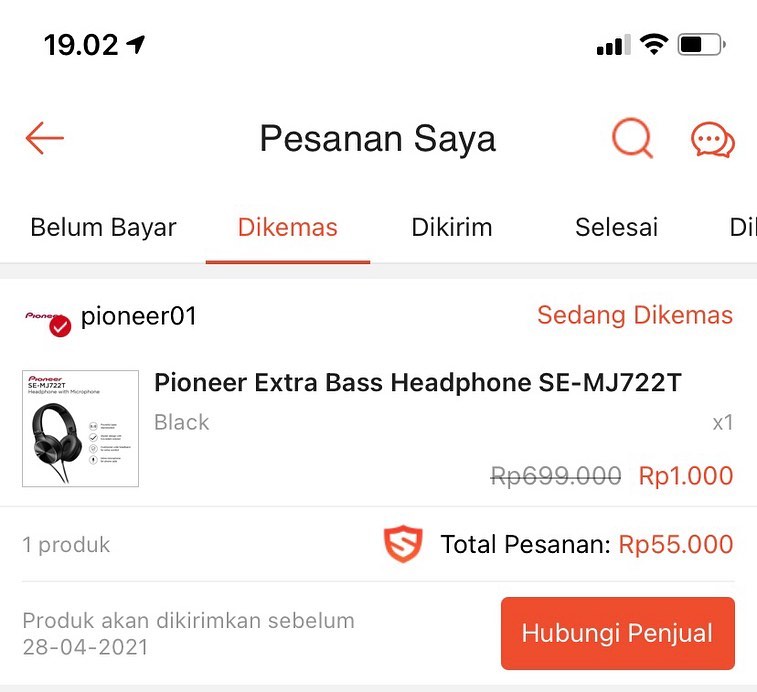 19.02
Pesanan Saya
Belum Bayar Dikemas Dikirim Selesai Di
Pioneer pioneer01 Sedang Dikemas
Pioneer
SE-MJ722T
Headphone with Microphone
Pioneer Extra Bass Headphone SE-MJ722T
Black x1
Rp699.000 Rp1.000
1 produk Total Pesanan: Rp55.000
Produk akan dikirimkan sebelum
28-04-2021
Hubungi Penjual